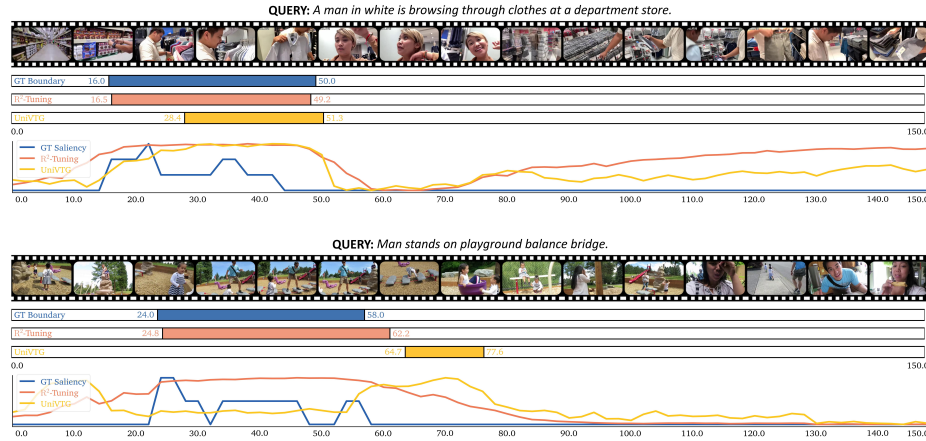 QUERY: A man in white is browsing through clothes at a department store.
GT Boundary 16.0 50.0
R²-Tuning 16.5 49.2
UniVTG 28.4 51.3
0.0 150.0
GT Saliency
R²-Tuning
UniVTG
0.0 10.0 20.0 30.0 40.0 50.0 60.0 70.0 80.0 90.0 100.0 110.0 120.0 130.0 140.0 150.0
QUERY: Man stands on playground balance bridge.
GT Boundary 24.0 58.0
R²-Tuning 24.8 62.2
UniVTG 64.7 77.6
0.0 150.0
GT Saliency
R²-Tuning
UniVTG
0.0 10.0 20.0 30.0 40.0 50.0 60.0 70.0 80.0 90.0 100.0 110.0 120.0 130.0 140.0 150.0